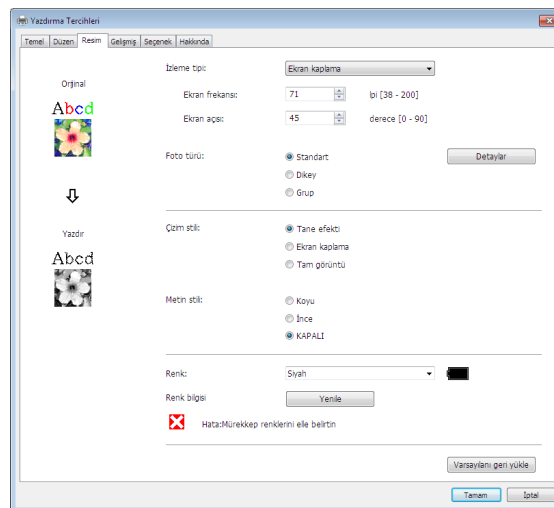 Yazdırma Tercihleri
Temel Düzen Resim Gelişmiş Seçenek Hakkında
Orijinal
Abcd
Yazdır
Abcd
İzleme tipi: Ekran kaplama
Ekran frekansı: 71 lpi [38 - 200]
Ekran açısı: 45 derece [0 - 90]
Foto türü: Standart Detaylar
Dikey
Grup
Çizim stili: Tane efekti
Ekran kaplama
Tam görüntü
Metin stili: Koyu
İnce
KAPALI
Renk: Siyah
Renk bilgisi Yenile
Hata:Mürekkep renklerini elle belirtin
Varsayılanı geri yükle
Tamam İptal